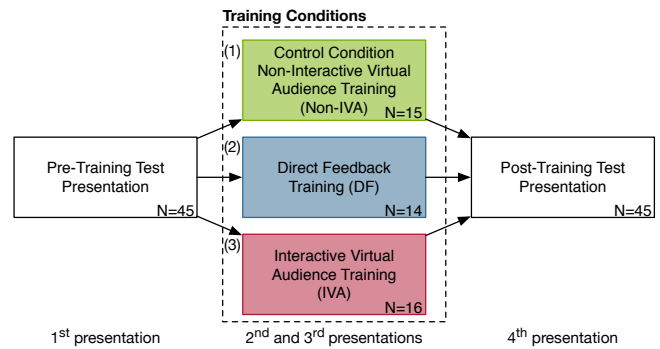 Training Conditions
(1)
Control Condition
Non-Interactive Virtual
Audience Training
(Non-IVA)
N=15
Pre-Training Test
Presentation
N=45
(2)
Direct Feedback
Training (DF)
N=14
Post-Training Test
Presentation
N=45
(3)
Interactive Virtual
Audience Training
(IVA)
N=16
1st presentation
2nd and 3rd presentations
4th presentation